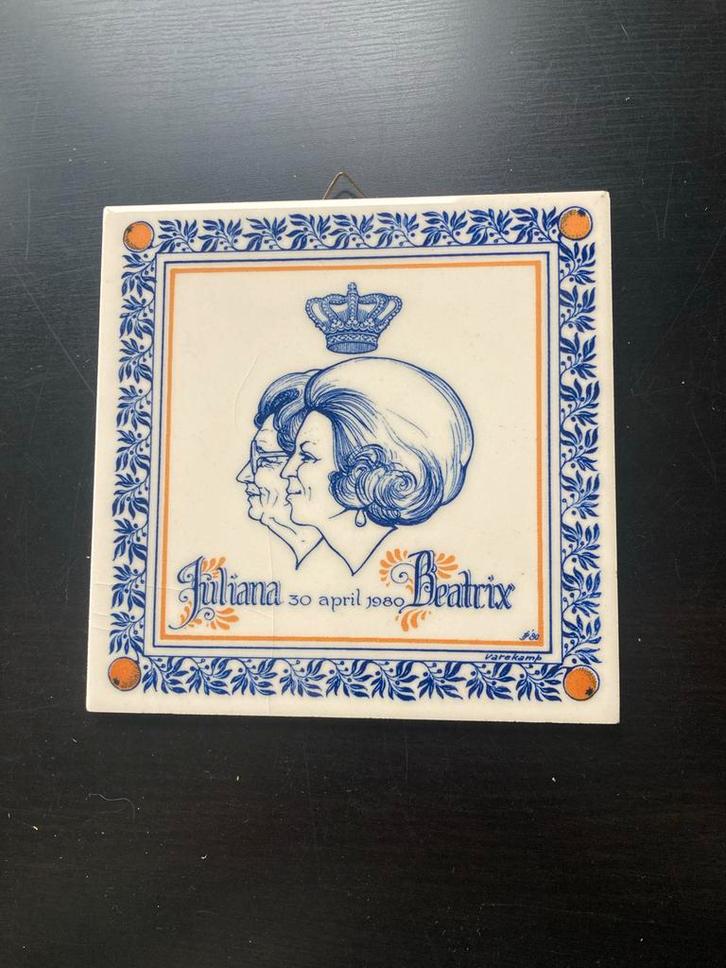 Juliana 30 april 1980 Beatrix
'80
varekamp